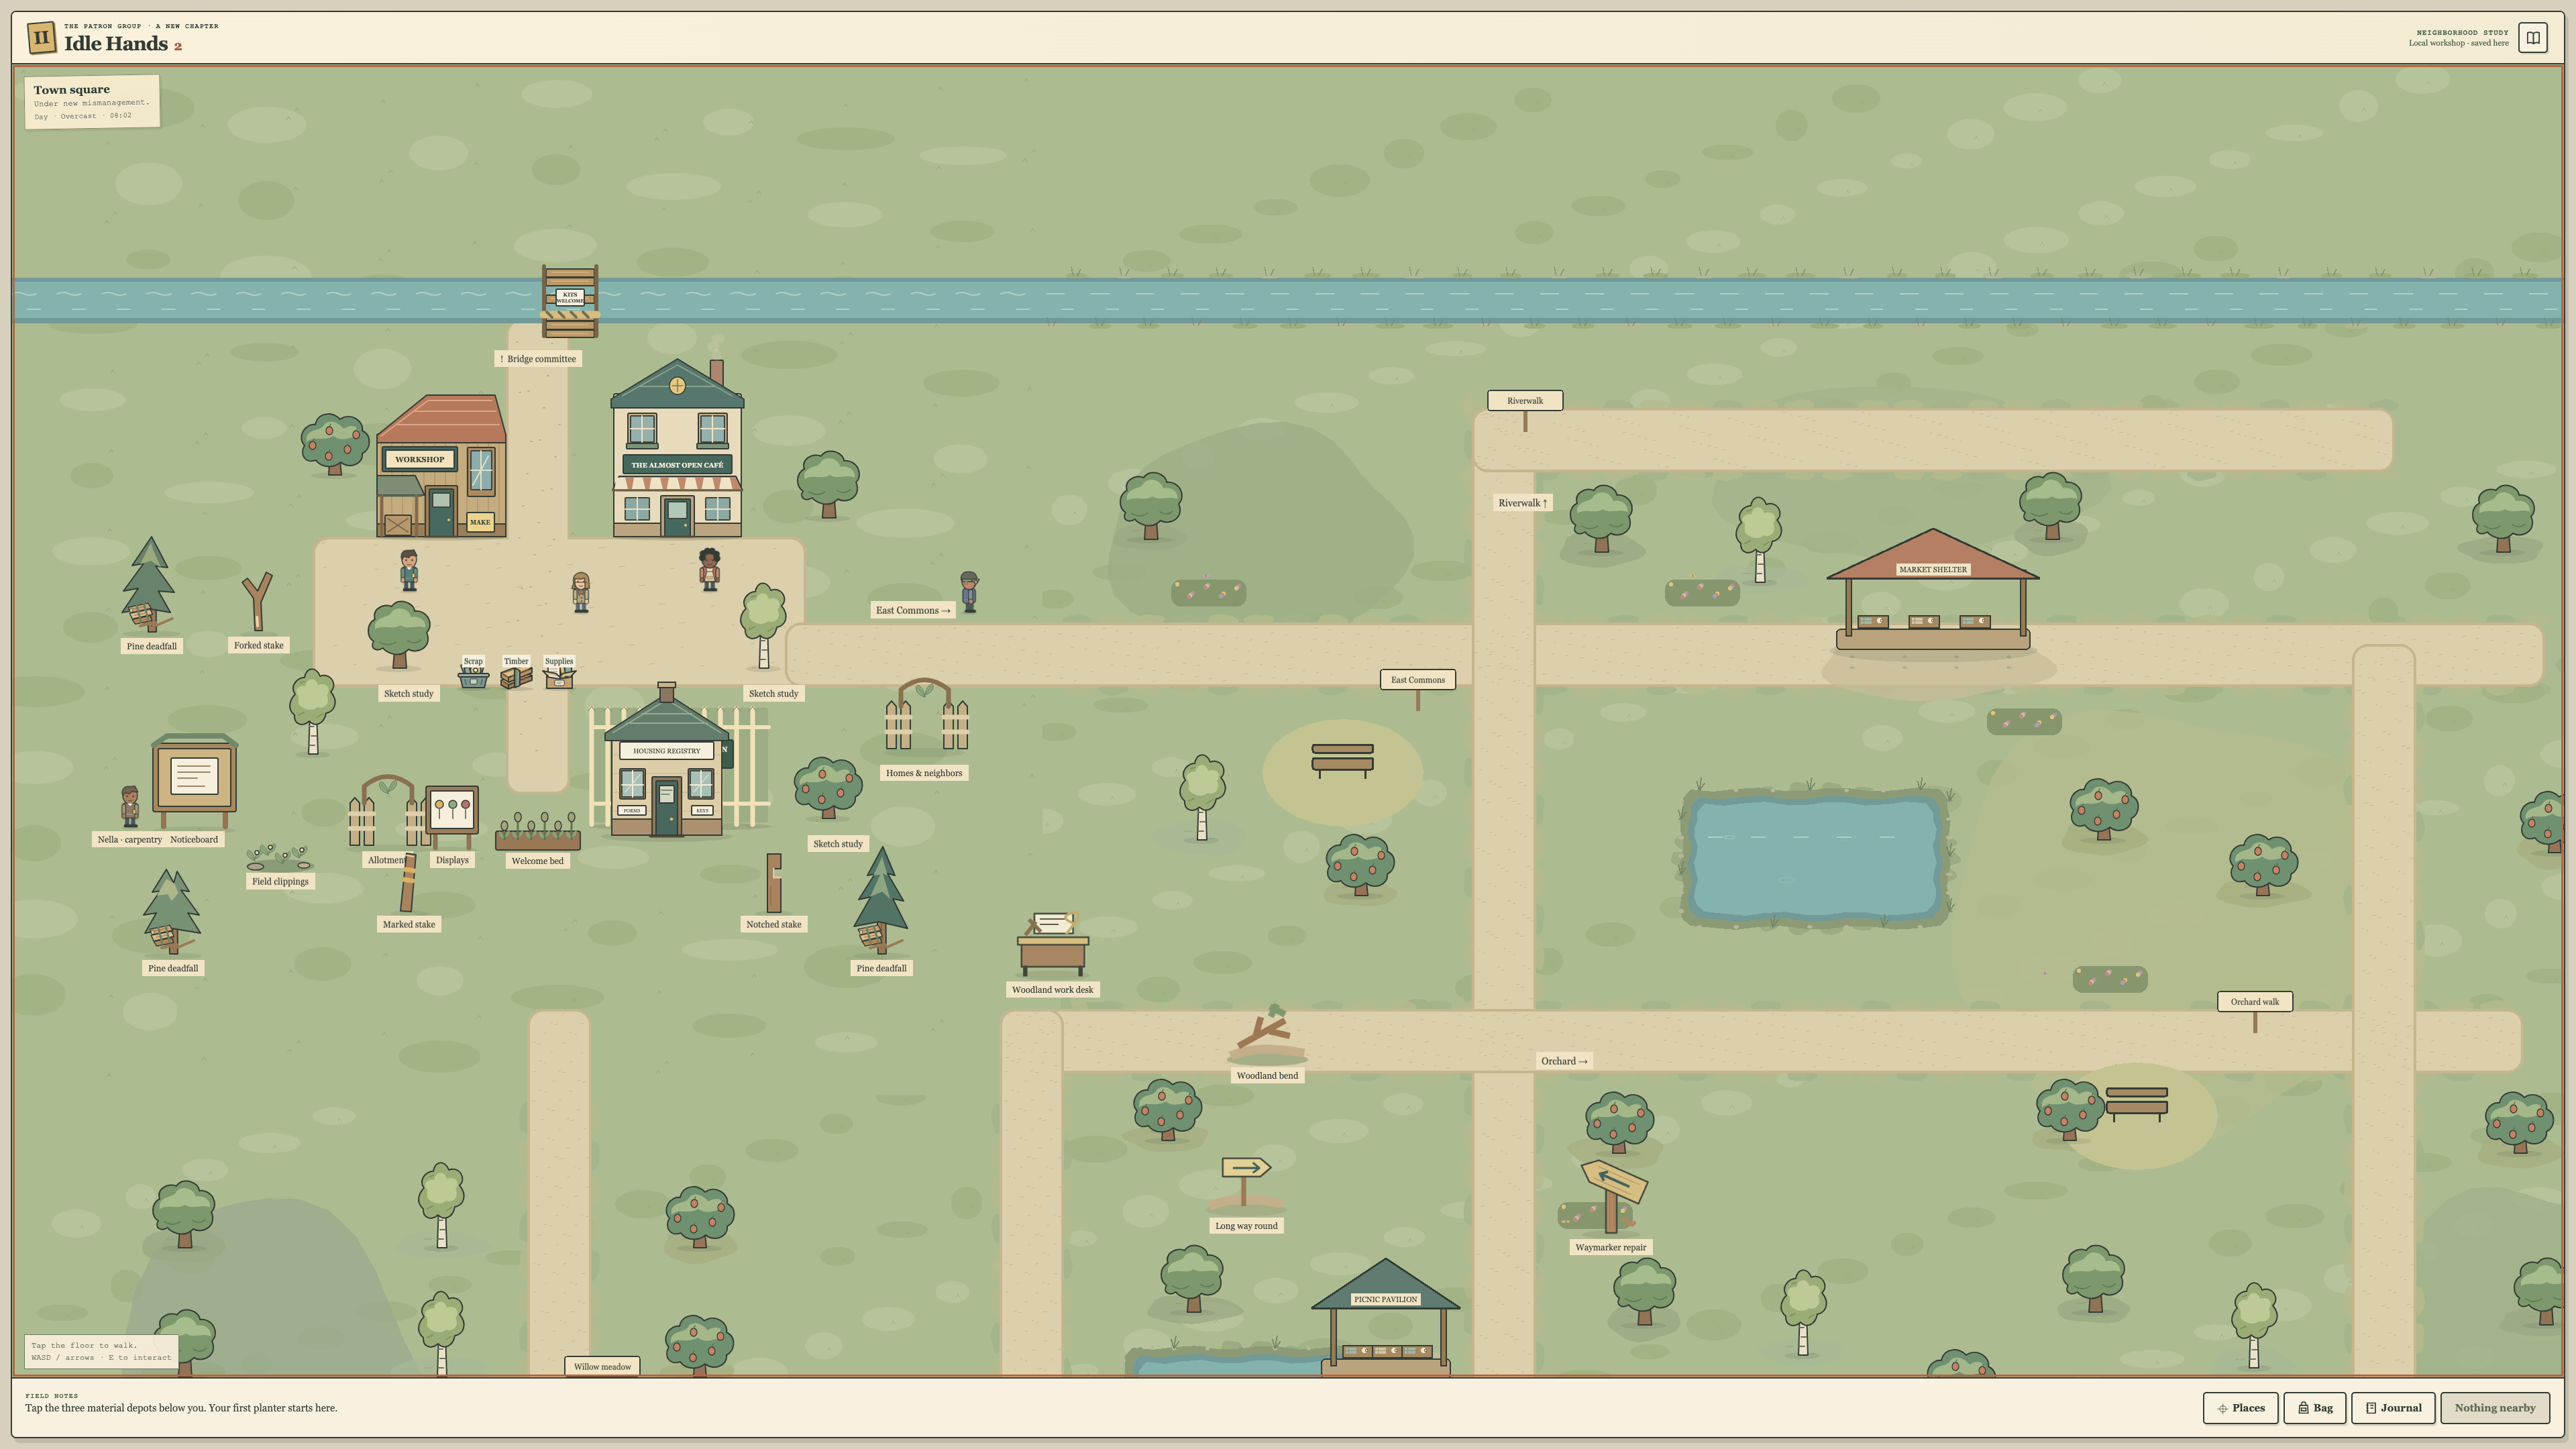 II
THE PATRON GROUP · A NEW CHAPTER
Idle Hands 2
NEIGHBORHOOD STUDY
Local workshop · saved here
Town square
Under new mismanagement.
Day · Overcast · 08:02
KITS
WELCOME
! Bridge committee
Riverwalk
WORKSHOP
THE ALMOST OPEN CAFÉ
Riverwalk ↑
MAKE
MARKET SHELTER
East Commons →
Pine deadfall
Forked stake
Scrap
Timber
Supplies
East Commons
Sketch study
Sketch study
HOUSING REGISTRY
N
Homes & neighbors
FORMS
KEYS
Nella · carpentry
Noticeboard
Sketch study
Allotment
Displays
Welcome bed
Field clippings
Marked stake
Notched stake
Pine deadfall
Pine deadfall
Woodland work desk
Orchard walk
Orchard →
Woodland bend
Long way round
Waymarker repair
PICNIC PAVILION
Tap the floor to walk.
WASD / arrows · E to interact
Willow meadow
FIELD NOTES
Tap the three material depots below you. Your first planter starts here.
Places
Bag
Journal
Nothing nearby